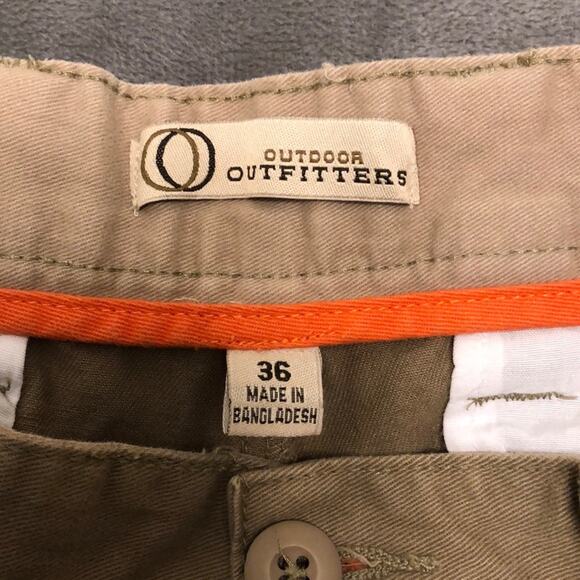 OUTDOOR
OUTFITTERS
36
MADE IN
BANGLADESH